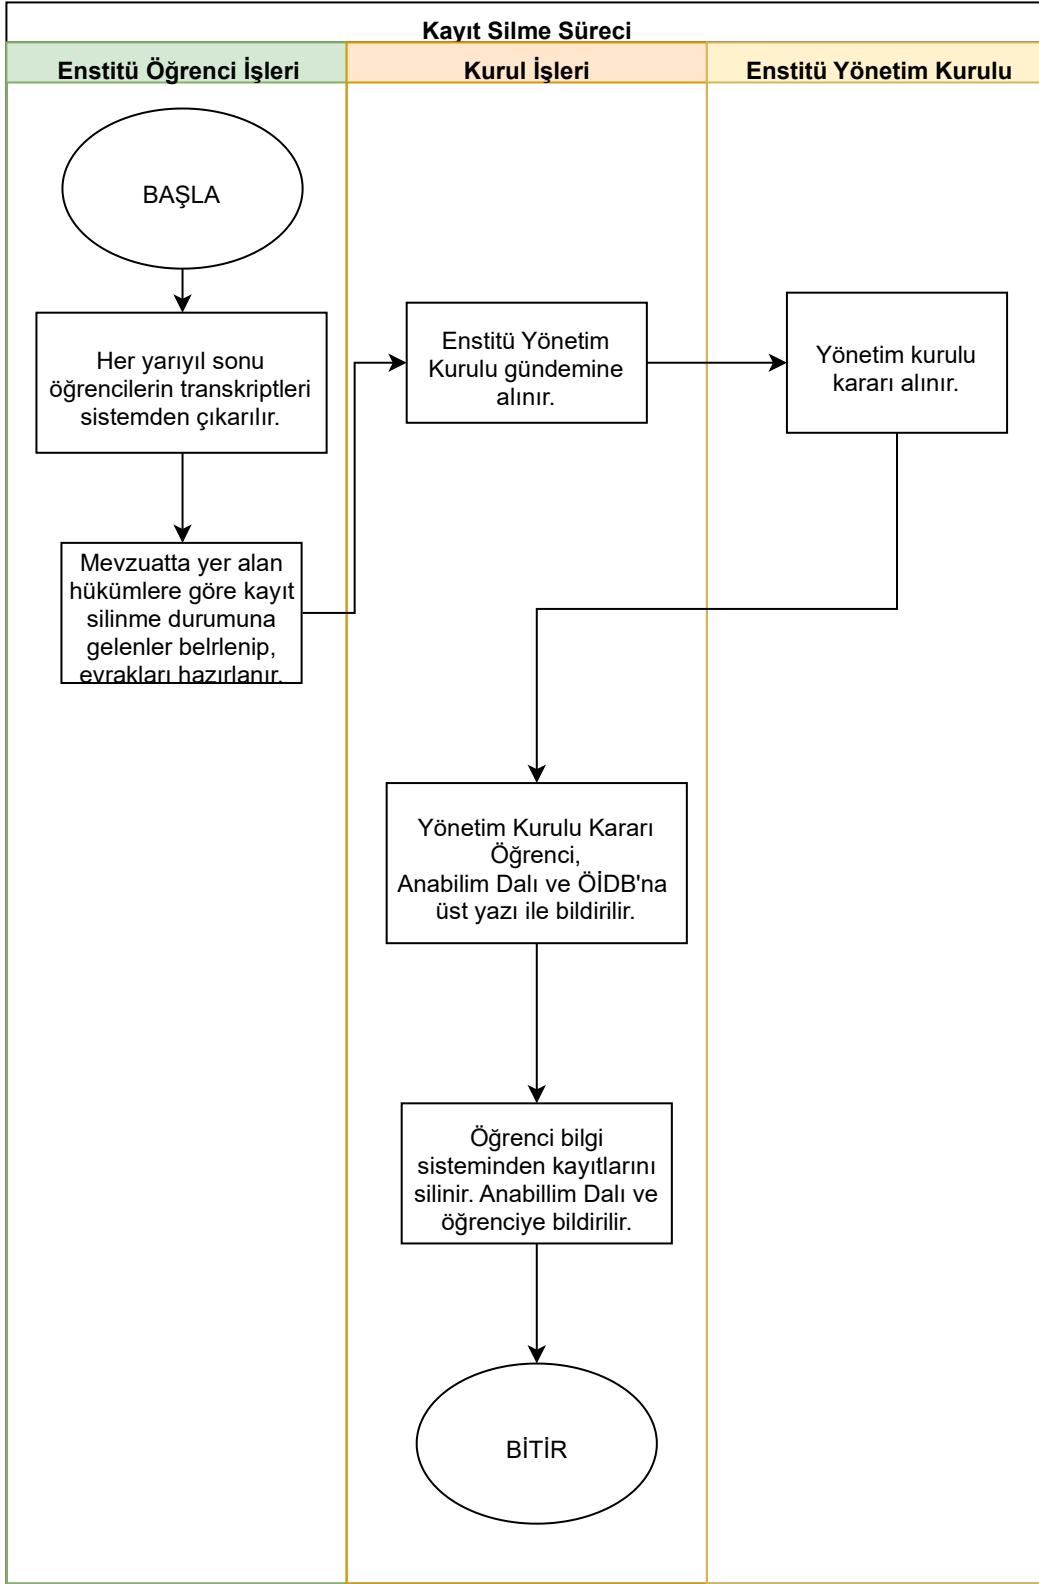 Kayıt Silme Süreci
Enstitü Öğrenci İşleri
Kurul İşleri
Enstitü Yönetim Kurulu
BAŞLA
Her yarıyıl sonu
öğrencilerin transkriptleri
sistemden çıkarılır.
Mevzuatta yer alan
hükümlere göre kayıt
silinme durumuna
gelenler belrlenip,
evrakları hazırlanır.
Enstitü Yönetim
Kurulu gündemine
alınır.
Yönetim kurulu
kararı alınır.
Yönetim Kurulu Kararı
Öğrenci,
Anabilim Dalı ve ÖİDB'na
üst yazı ile bildirilir.
Öğrenci bilgi
sisteminden kayıtlarını
silinir. Anabillim Dalı ve
öğrenciye bildirilir.
BİTİR